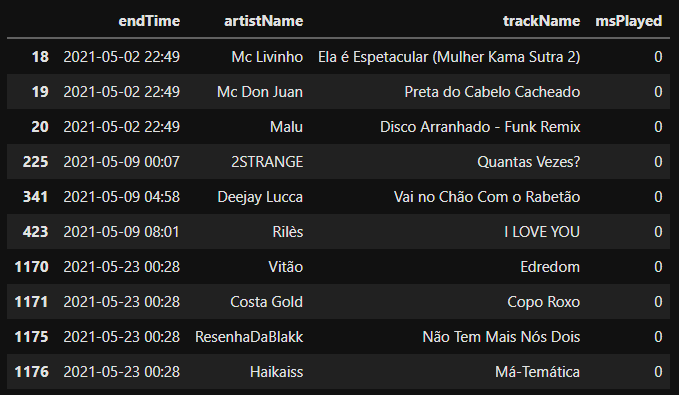 endTime artistName trackName msPlayed
18 2021-05-02 22:49 Mc Livinho Ela é Espetacular (Mulher Kama Sutra 2) 0
19 2021-05-02 22:49 Mc Don Juan Preta do Cabelo Cacheado 0
20 2021-05-02 22:49 Malu Disco Arranhado - Funk Remix 0
225 2021-05-09 00:07 2STRANGE Quantas Vezes? 0
341 2021-05-09 04:58 Deejay Lucca Vai no Chão Com o Rabetão 0
423 2021-05-09 08:01 Rilès I LOVE YOU 0
1170 2021-05-23 00:28 Vitão Edredom 0
1171 2021-05-23 00:28 Costa Gold Copo Roxo 0
1175 2021-05-23 00:28 ResenhaDaBlakk Não Tem Mais Nós Dois 0
1176 2021-05-23 00:28 Haikaiss Má-Temática 0